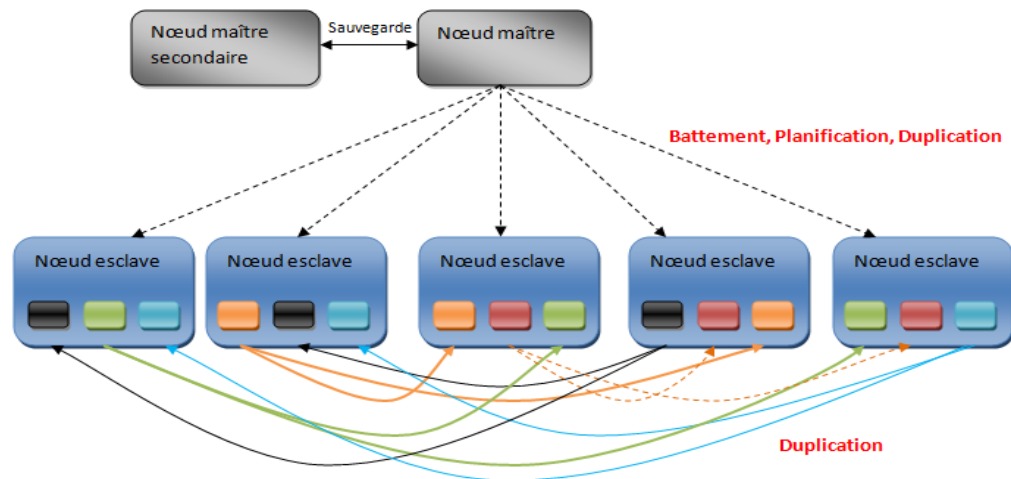 Nœud maître
secondaire
Sauvegarde
Nœud maître
Battement, Planification, Duplication
Nœud esclave
Nœud esclave
Nœud esclave
Nœud esclave
Nœud esclave
Duplication